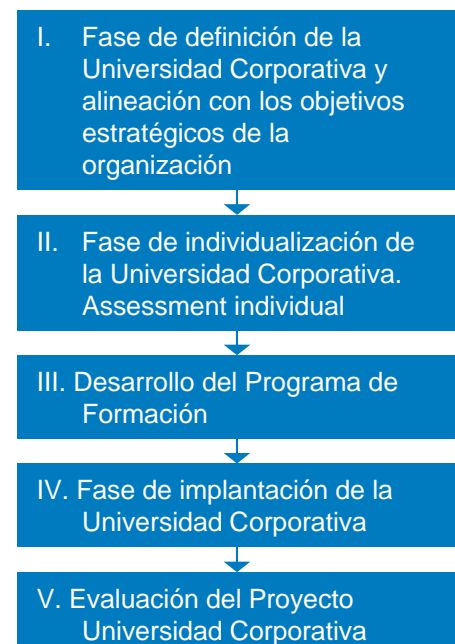 I. Fase de definición de la
Universidad Corporativa y
alineación con los objetivos
estratégicos de la
organización
II. Fase de individualización de
la Universidad Corporativa.
Assessment individual
III. Desarrollo del Programa de
Formación
IV. Fase de implantación de la
Universidad Corporativa
V. Evaluación del Proyecto
Universidad Corporativa